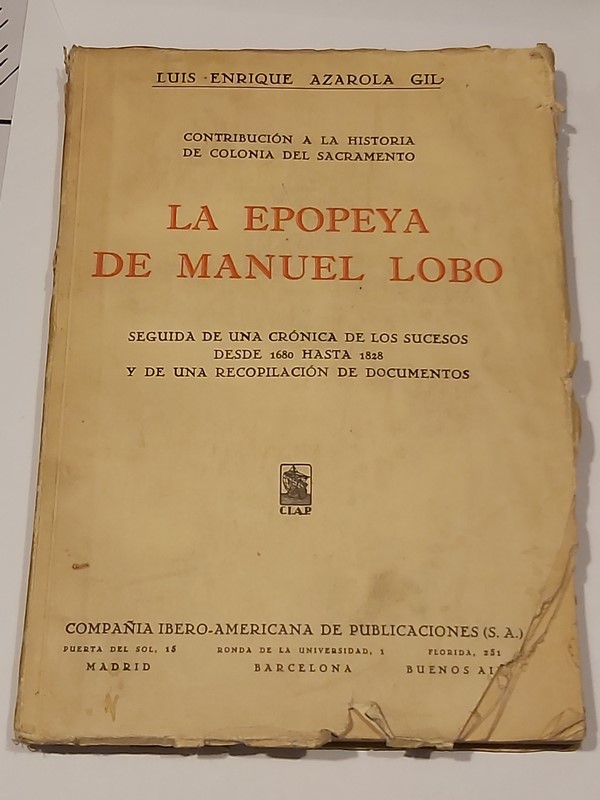 LUIS ENRIQUE AZAROLA GIL
CONTRIBUCIÓN A LA HISTORIA
DE COLONIA DEL SACRAMENTO
LA EPOPEYA
DE MANUEL LOBO
SEGUIDA DE UNA CRÓNICA DE LOS SUCESOS
DESDE 1680 HASTA 1828
Y DE UNA RECOPILACIÓN DE DOCUMENTOS
C.I.A.P.
COMPAÑIA IBERO-AMERICANA DE PUBLICACIONES (S. A.)
PUERTA DEL SOL, 15 RONDA DE LA UNIVERSIDAD, 1 FLORIDA, 251
MADRID BARCELONA BUENOS